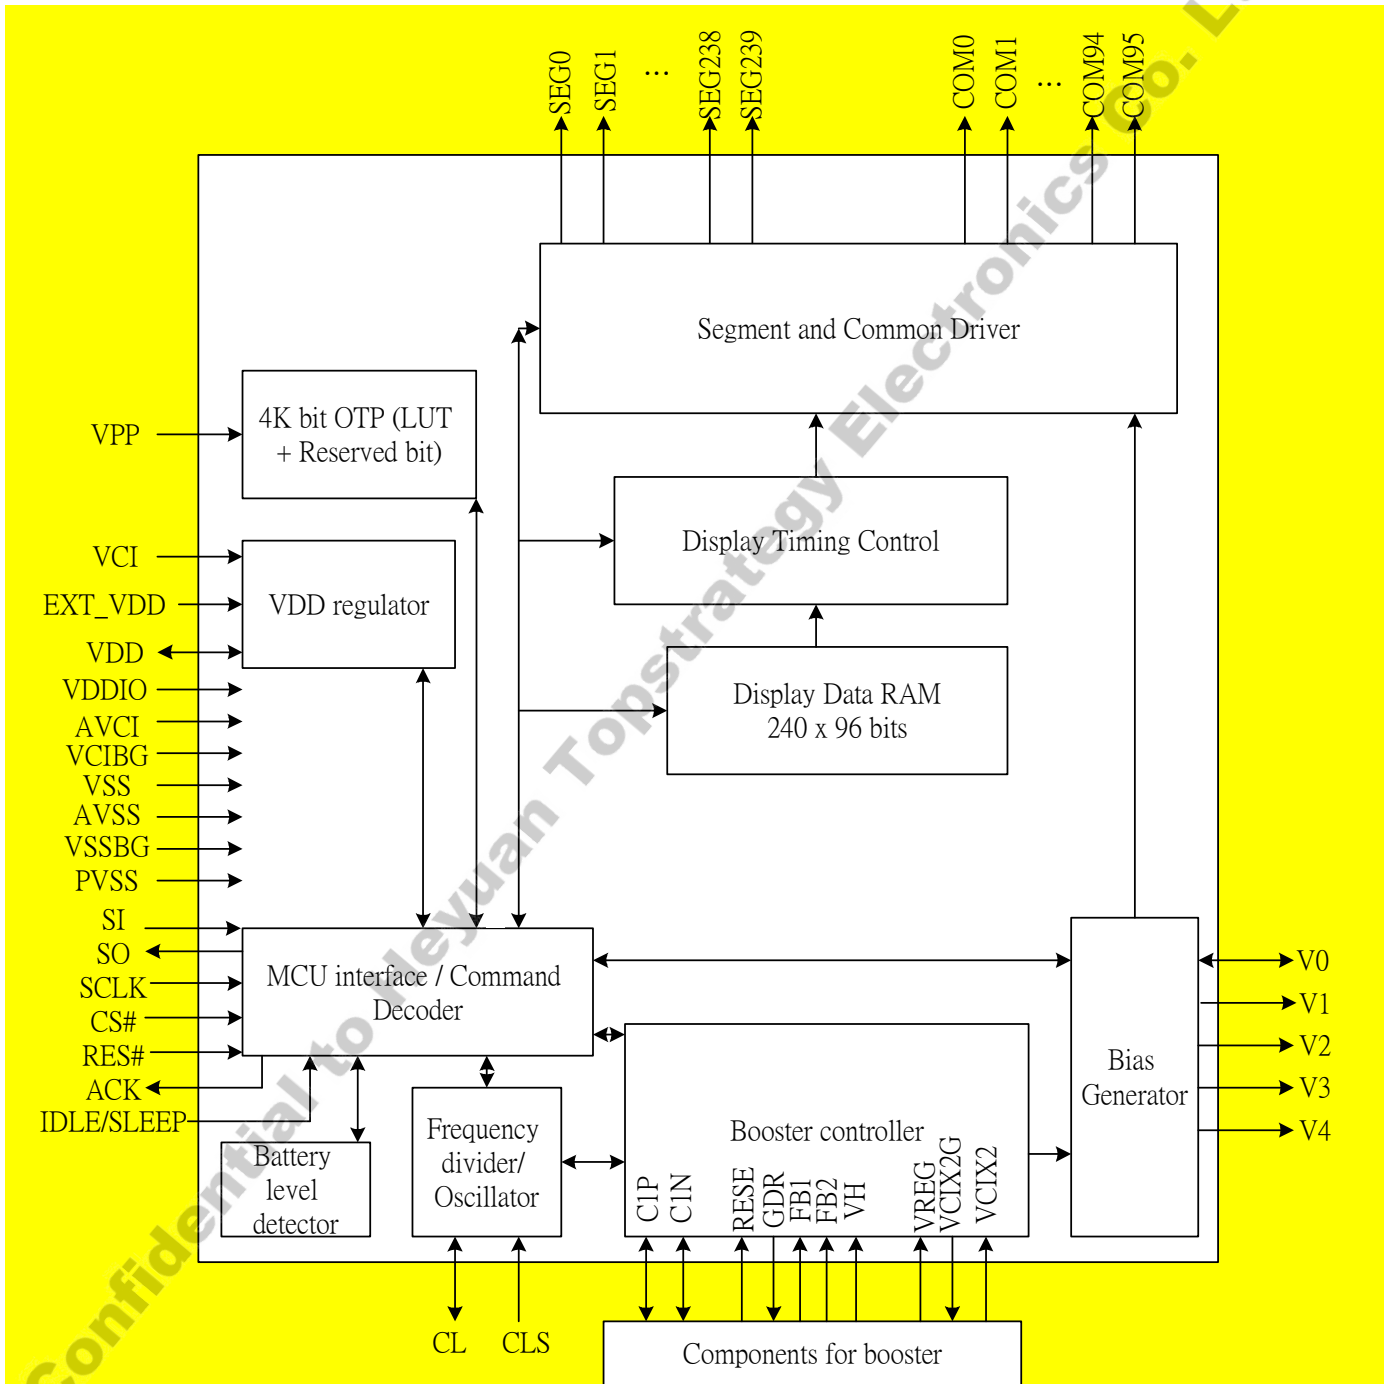 SEG0
SEG1
...
SEG238
SEG239
COM0
COM1
...
COM94
COM95
Segment and Common Driver
4K bit OTP (LUT
+ Reserved bit)
VPP
Display Timing Control
VCI
EXT_VDD
VDD
VDD regulator
Display Data RAM
240 x 96 bits
VDDIO
AVCI
VCIBG
VSS
AVSS
VSSBG
PVSS
SI
SO
SCLK
CS#
RES#
ACK
IDLE/SLEEP
MCU interface / Command
Decoder
Bias
Generator
V0
V1
V2
V3
V4
Battery
level
detector
Frequency
divider/
Oscillator
Booster controller
C1P
C1N
RESE
GDR
FB1
FB2
VH
VREG
VCIX2G
VCIX2
CL
CLS
Components for booster
Confidential to Heyuan Topstrategy Electronics Co.